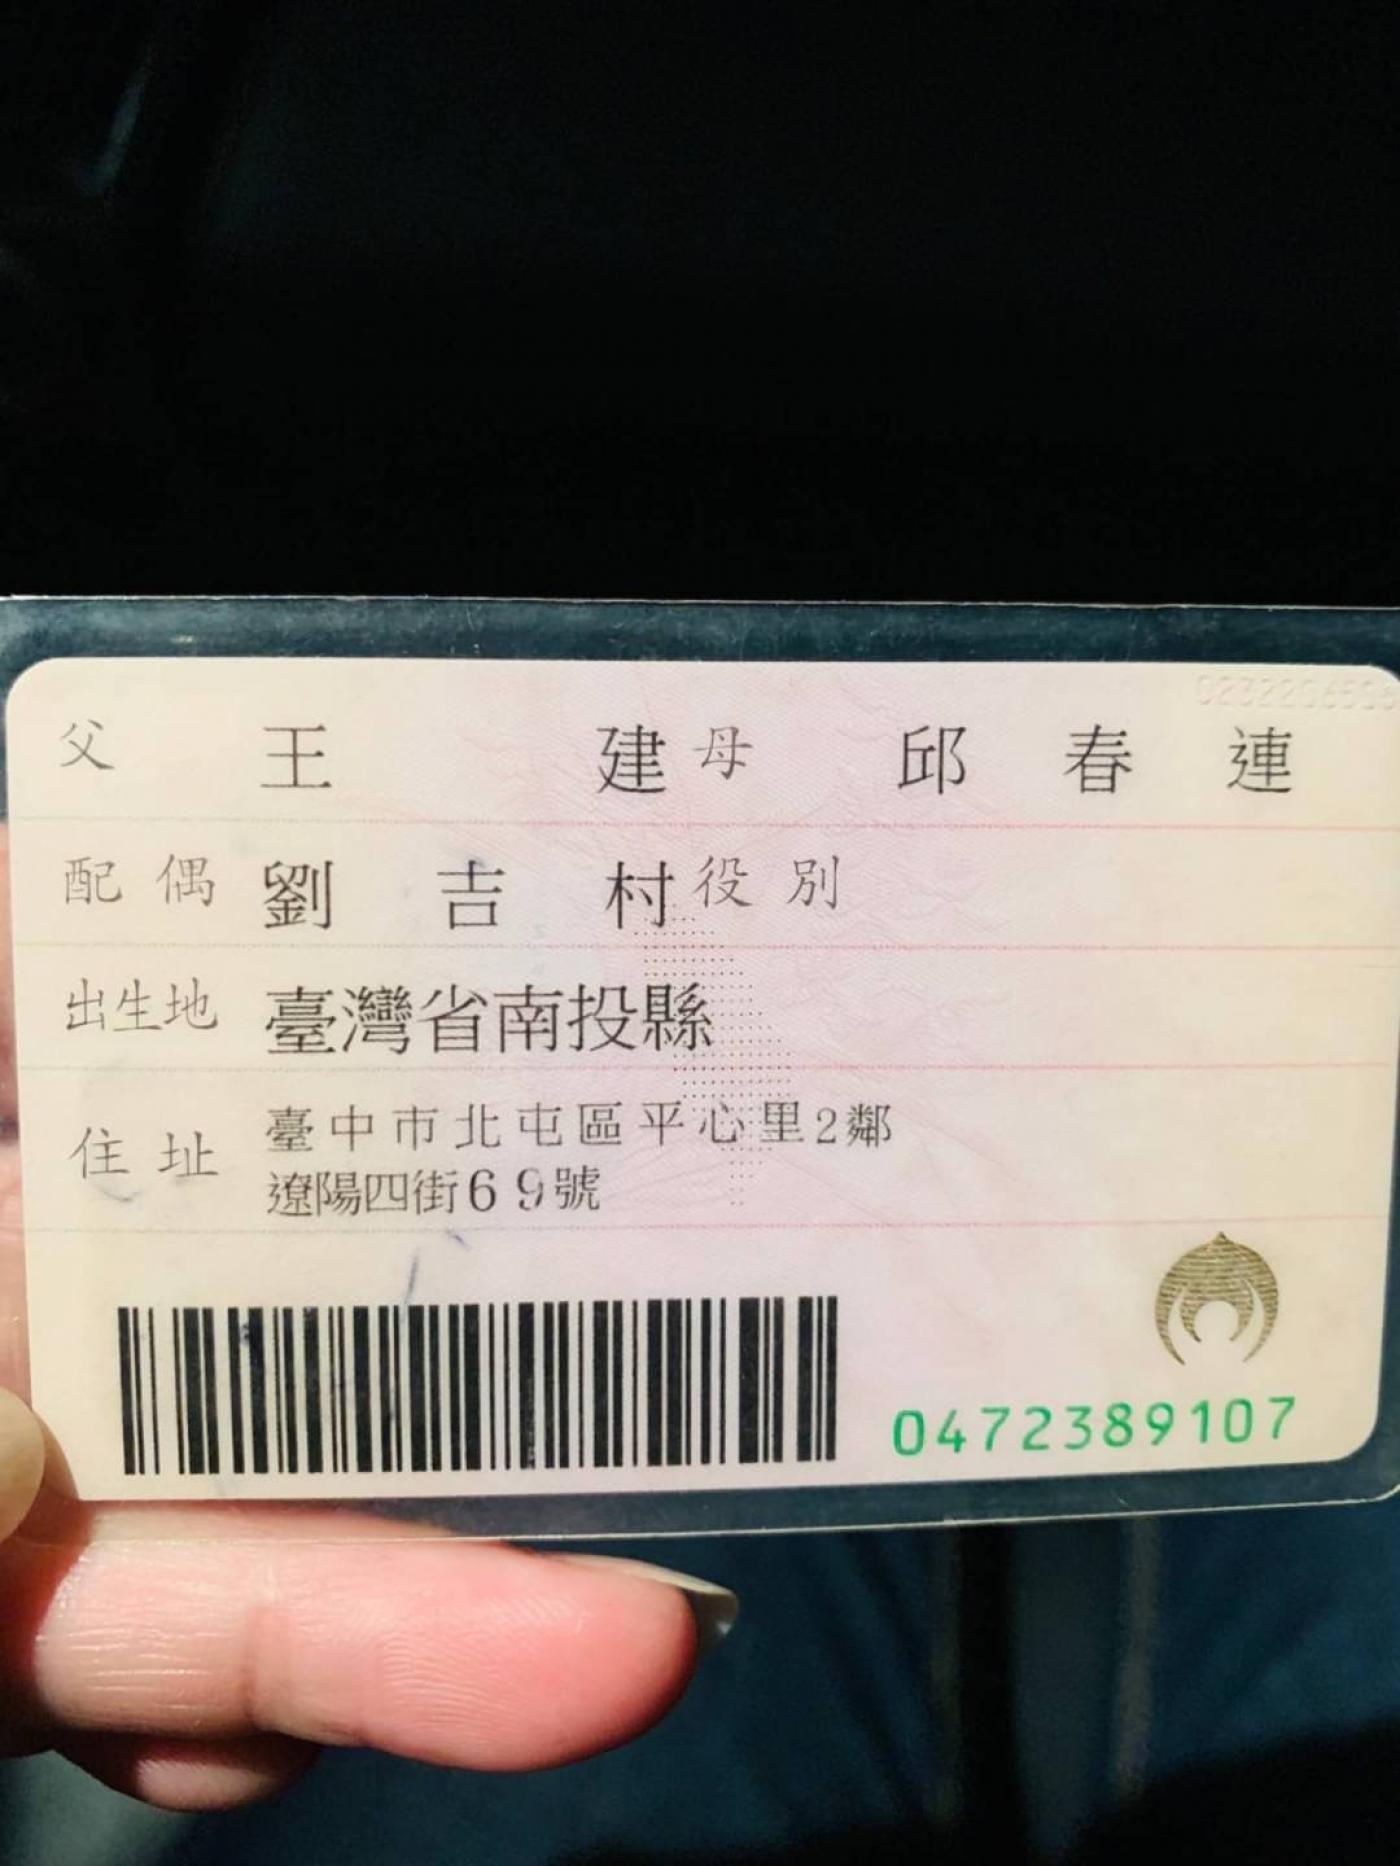 父 王 建 母 邱 春 連
配 偶 劉 吉 村 役 別
出生地 臺灣省南投縣
住 址 臺中市北屯區平心里2鄰
遼陽四街69號
0472389107